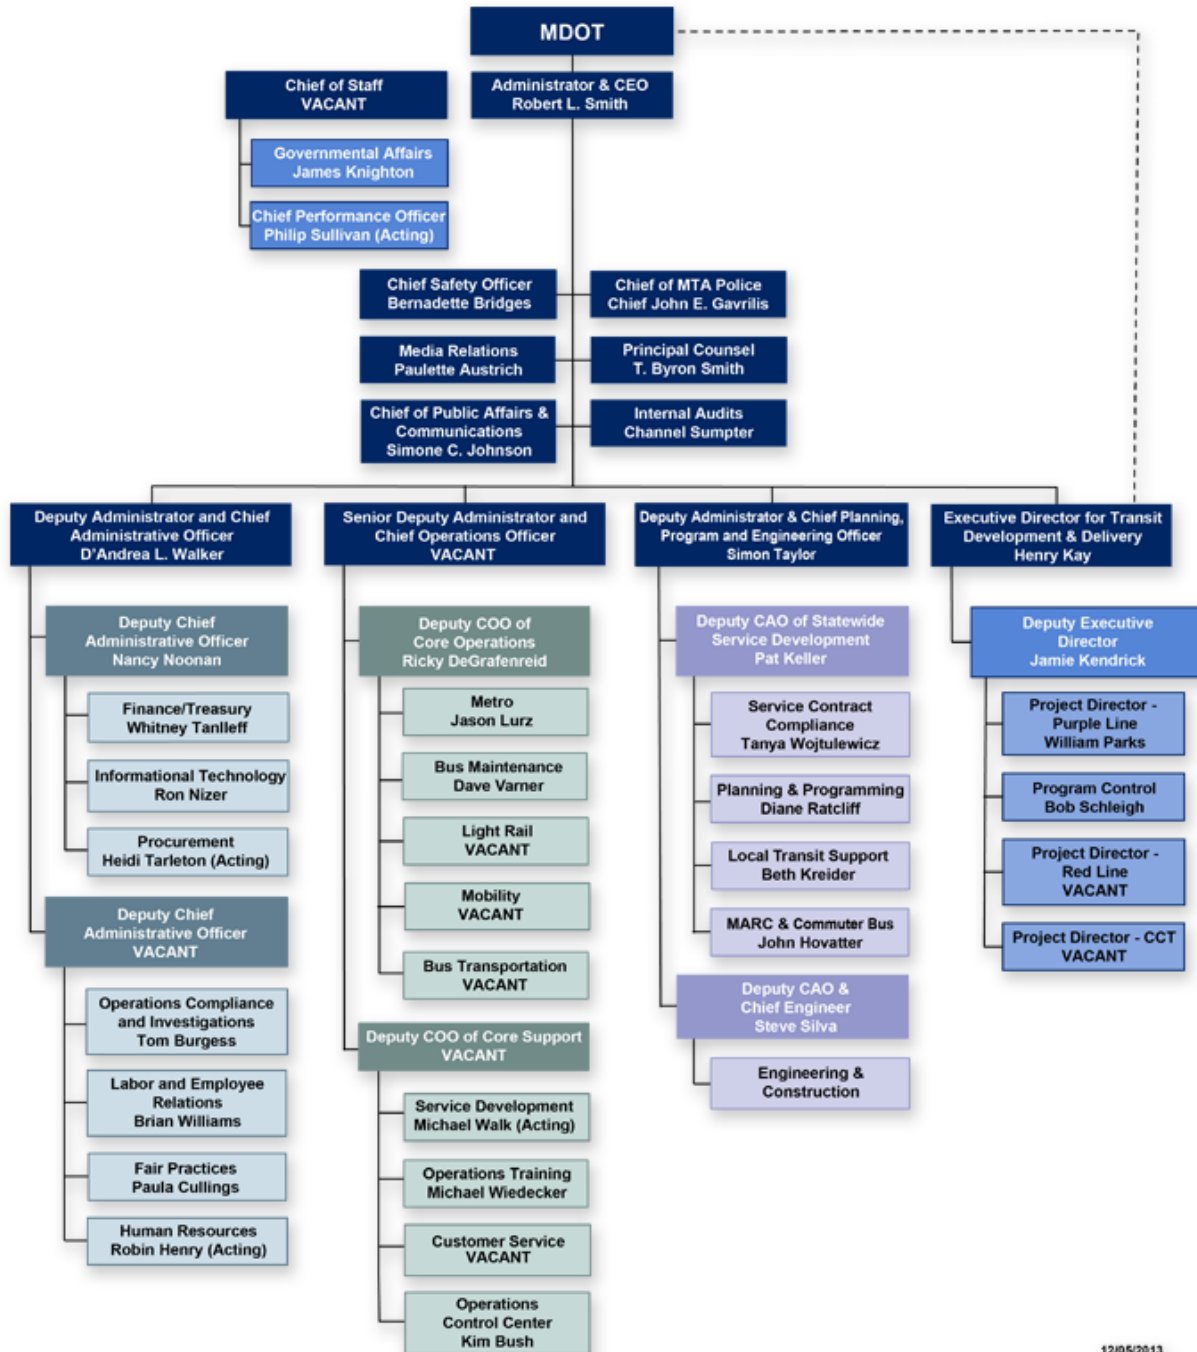 MDOT
Chief of Staff
VACANT
Administrator & CEO
Robert L. Smith
Governmental Affairs
James Knighton
Chief Performance Officer
Philip Sullivan (Acting)
Chief Safety Officer
Bernadette Bridges
Chief of MTA Police
Chief John E. Gavrilis
Media Relations
Paulette Austrich
Principal Counsel
T. Byron Smith
Chief of Public Affairs &
Communications
Simone C. Johnson
Internal Audits
Channel Sumpter
Deputy Administrator and Chief
Administrative Officer
D'Andrea L. Walker
Deputy Chief
Administrative Officer
Nancy Noonan
Finance/Treasury
Whitney Tanlleff
Informational Technology
Ron Nizer
Procurement
Heidi Tarleton (Acting)
Deputy Chief
Administrative Officer
VACANT
Operations Compliance
and Investigations
Tom Burgess
Labor and Employee
Relations
Brian Williams
Fair Practices
Paula Cullings
Human Resources
Robin Henry (Acting)
Senior Deputy Administrator and
Chief Operations Officer
VACANT
Deputy COO of
Core Operations
Ricky DeGrafenreid
Metro
Jason Lurz
Bus Maintenance
Dave Varner
Light Rail
VACANT
Mobility
VACANT
Bus Transportation
VACANT
Deputy COO of Core Support
VACANT
Service Development
Michael Walk (Acting)
Operations Training
Michael Wiedecker
Customer Service
VACANT
Operations
Control Center
Kim Bush
Deputy Administrator & Chief Planning,
Program and Engineering Officer
Simon Taylor
Deputy CAO of Statewide
Service Development
Pat Keller
Service Contract
Compliance
Tanya Wojtulewicz
Planning & Programming
Diane Ratcliff
Local Transit Support
Beth Kreider
MARC & Commuter Bus
John Hovatter
Deputy CAO &
Chief Engineer
Steve Silva
Engineering &
Construction
Executive Director for Transit
Development & Delivery
Henry Kay
Deputy Executive
Director
Jamie Kendrick
Project Director -
Purple Line
William Parks
Program Control
Bob Schleigh
Project Director -
Red Line
VACANT
Project Director - CCT
VACANT
12/05/2013